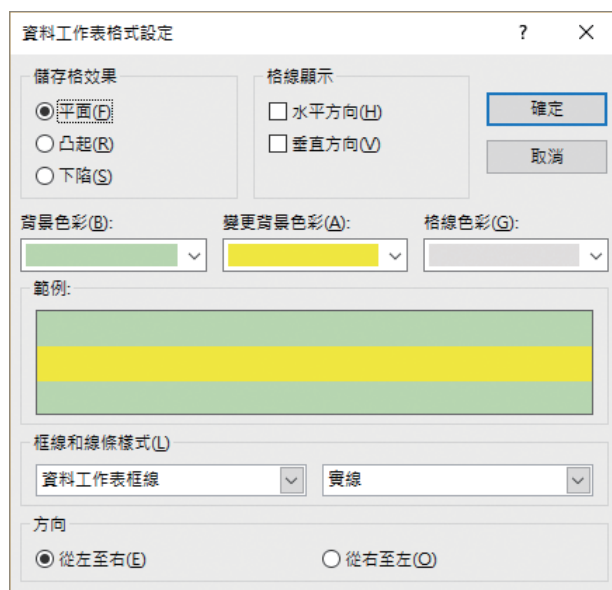 資料工作表格式設定
儲存格效果
平面(F)
凸起(R)
下陷(S)
格線顯示
水平方向(H)
垂直方向(V)
確定
取消
背景色彩(B):
變更背景色彩(A):
格線色彩(G):
範例:
框線和線條樣式(L)
資料工作表框線
實線
方向
從左至右(E)
從右至左(O)